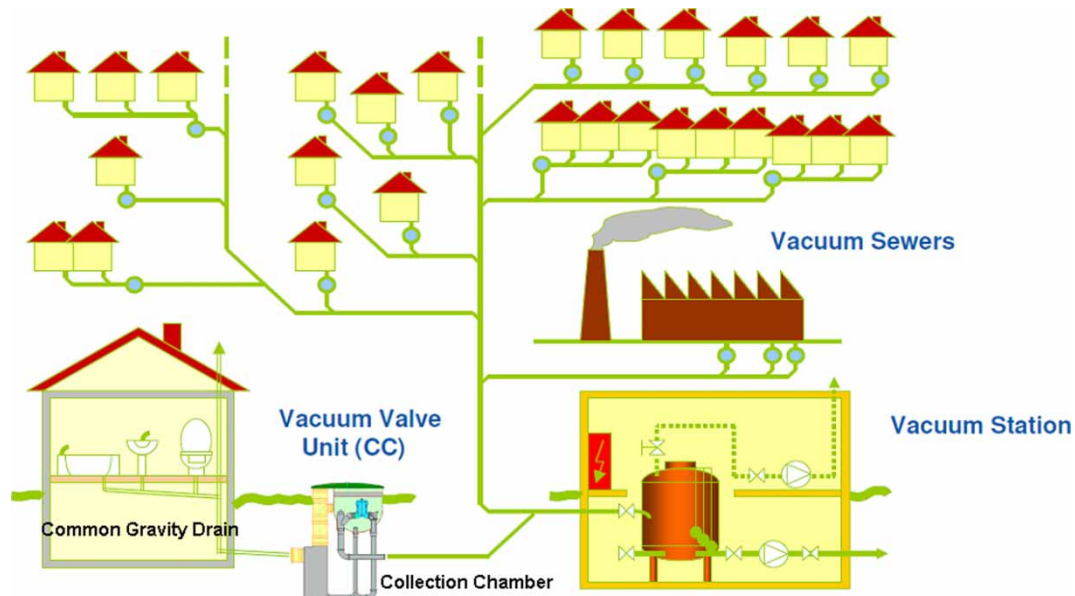 Vacuum Sewers
Vacuum Valve
Unit (CC)
Vacuum Station
Common Gravity Drain
Collection Chamber